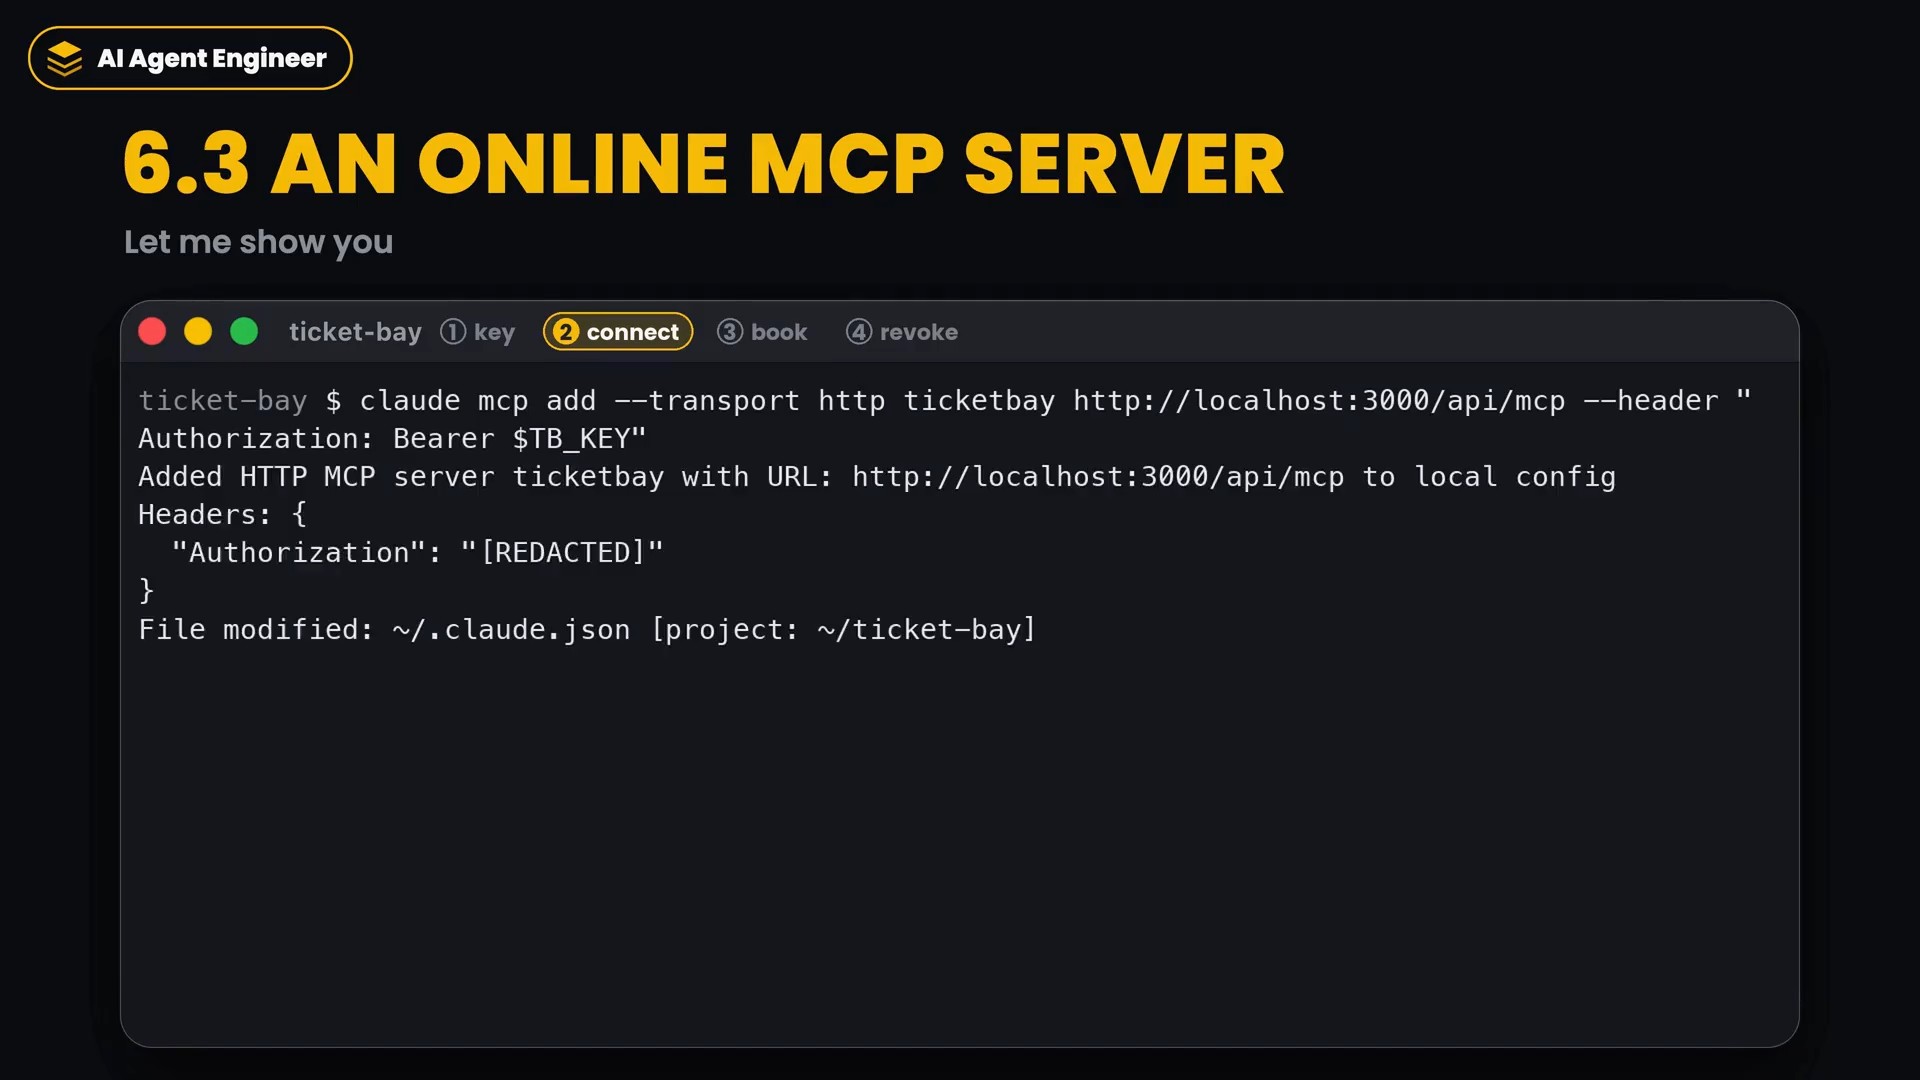 AI Agent Engineer
6.3 AN ONLINE MCP SERVER
Let me show you
ticket-bay ① key ② connect ③ book ④ revoke
ticket-bay $ claude mcp add --transport http ticketbay http://localhost:3000/api/mcp --header "
Authorization: Bearer $TB_KEY"
Added HTTP MCP server ticketbay with URL: http://localhost:3000/api/mcp to local config
Headers: {
  "Authorization": "[REDACTED]"
}
File modified: ~/.claude.json [project: ~/ticket-bay]